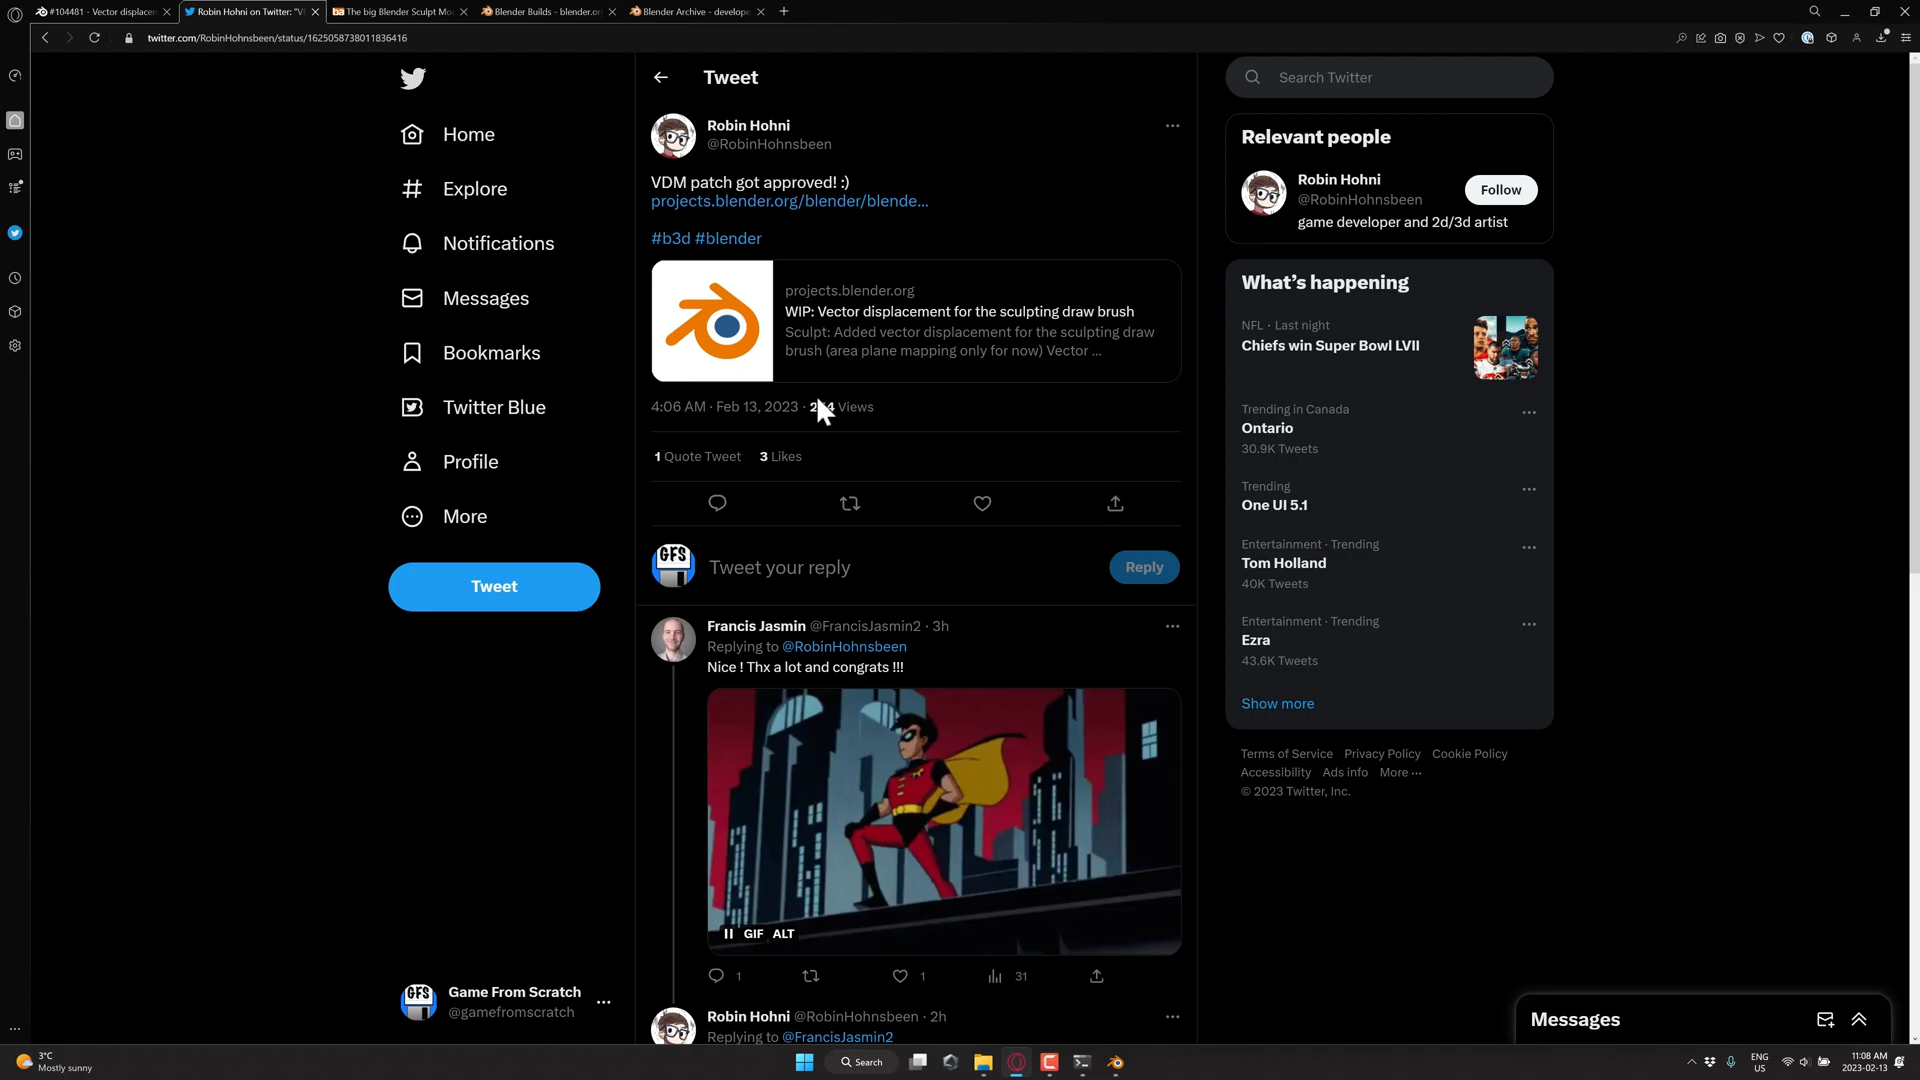 #104481 - Vector displacem
Robin Hohni on Twitter: "V
The big Blender Sculpt Mo
Blender Builds - blender.or
Blender Archive - develope
twitter.com/RobinHohnsbeen/status/1625058738011836416
Home
Explore
Notifications
Messages
Bookmarks
Twitter Blue
Profile
More
Tweet
Game From Scratch
@gamefromscratch
Tweet
Robin Hohni
@RobinHohnsbeen
VDM patch got approved! :)
projects.blender.org/blender/blende...
#b3d #blender
projects.blender.org
WIP: Vector displacement for the sculpting draw brush
Sculpt: Added vector displacement for the sculpting draw
brush (area plane mapping only for now) Vector ...
4:06 AM · Feb 13, 2023 · Views
1 Quote Tweet 3 Likes
GFS
Tweet your reply
Reply
Francis Jasmin @FrancisJasmin2 · 3h
Replying to @RobinHohnsbeen
Nice ! Thx a lot and congrats !!!
GIF ALT
1 1 31
Robin Hohni @RobinHohnsbeen · 2h
Replying to @FrancisJasmin2
Search Twitter
Relevant people
Robin Hohni
@RobinHohnsbeen
Follow
game developer and 2d/3d artist
What's happening
NFL · Last night
Chiefs win Super Bowl LVII
Trending in Canada
Ontario
30.9K Tweets
Trending
One UI 5.1
Entertainment · Trending
Tom Holland
40K Tweets
Entertainment · Trending
Ezra
43.6K Tweets
Show more
Terms of Service Privacy Policy Cookie Policy
Accessibility Ads info More ...
© 2023 Twitter, Inc.
Messages
GFS
3°C
Mostly sunny
Search
ENG
US
11:08 AM
2023-02-13